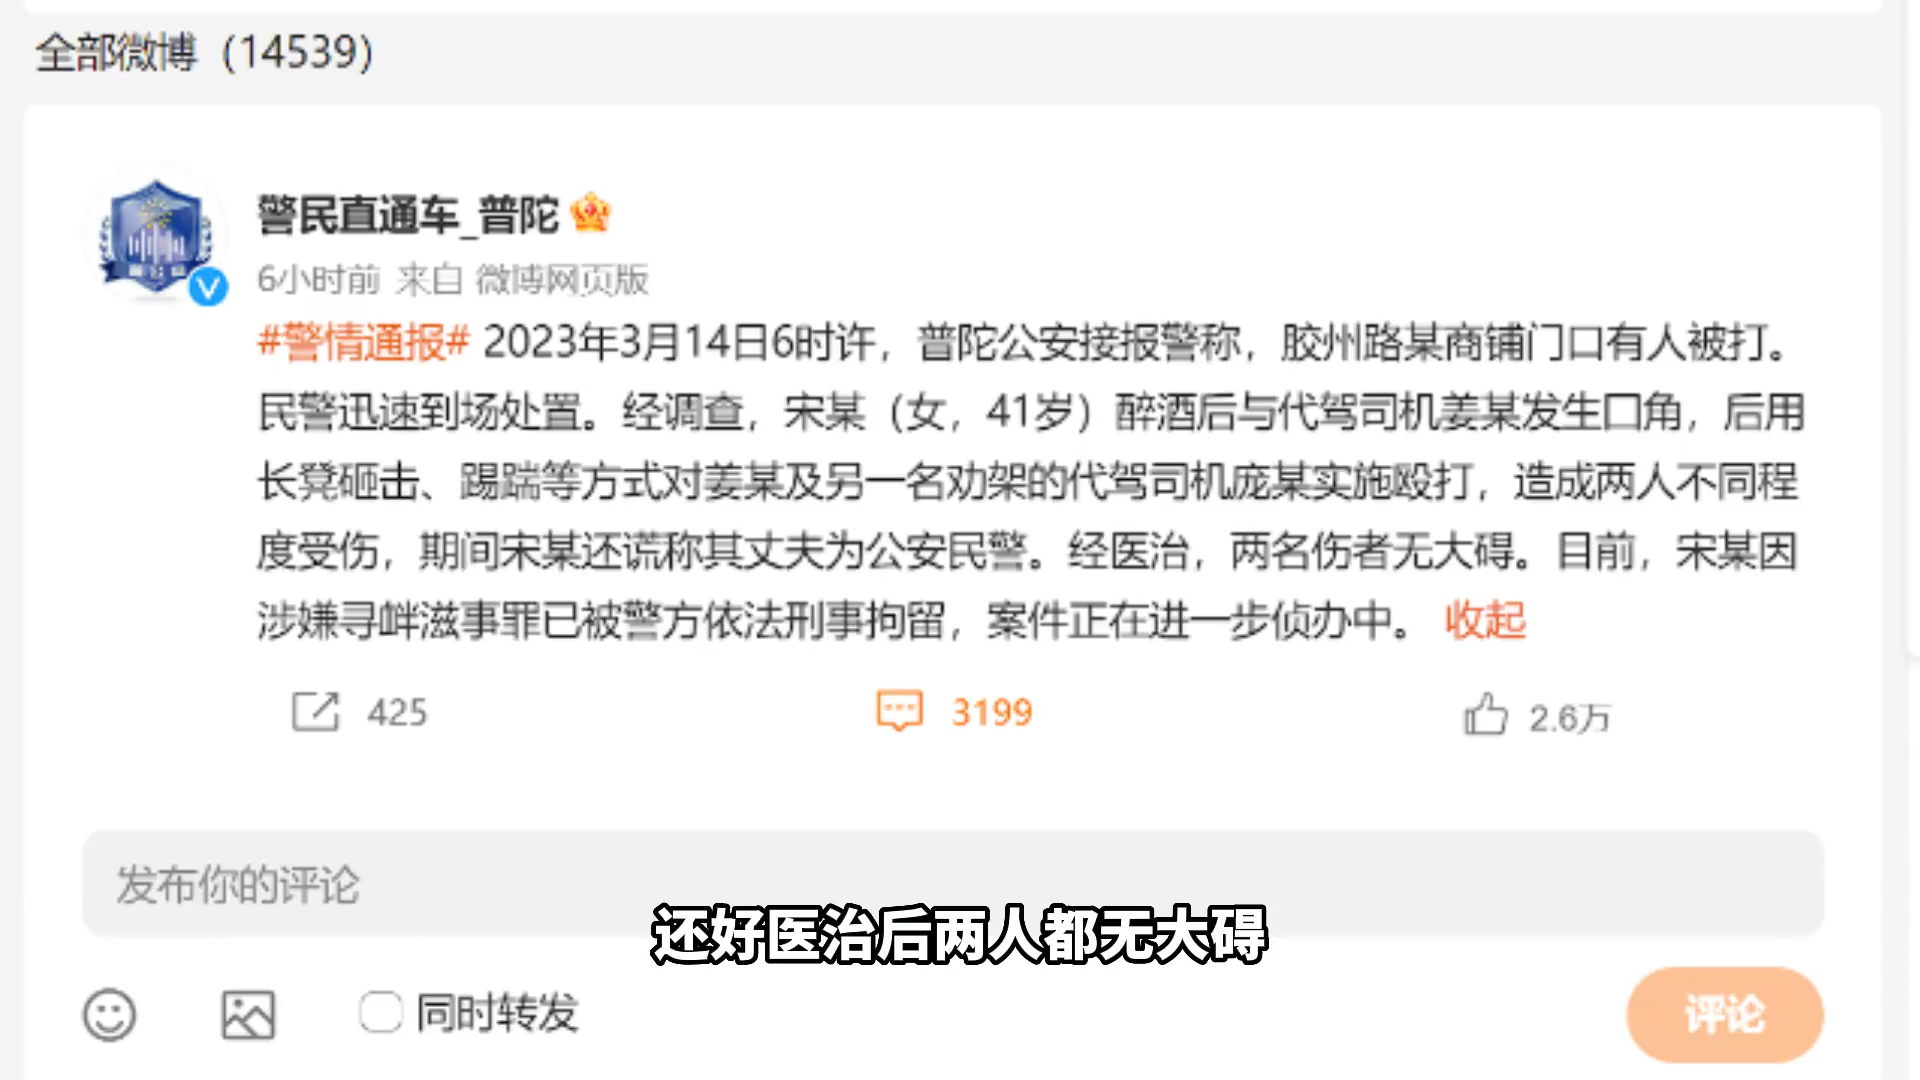 全部微博（14539）
警民直通车_普陀
6小时前 来自 微博网页版
#警情通报# 2023年3月14日6时许，普陀公安接报警称，胶州路某商铺门口有人被打。
民警迅速到场处置。经调查，宋某（女，41岁）醉酒后与代驾司机姜某发生口角，后用
长凳砸击、踢踹等方式对姜某及另一名劝架的代驾司机庞某实施殴打，造成两人不同程
度受伤，期间宋某还谎称其丈夫为公安民警。经医治，两名伤者无大碍。目前，宋某因
涉嫌寻衅滋事罪已被警方依法刑事拘留，案件正在进一步侦办中。 收起
425 3199 2.6万
发布你的评论
还好医治后两人都无大碍
同时转发 评论